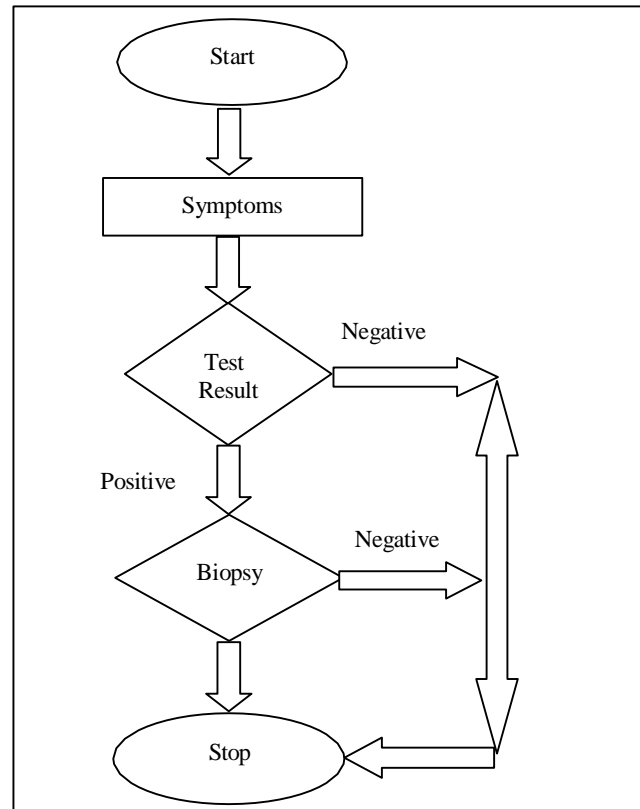 Start
Symptoms
Negative
Test
Result
Positive
Negative
Biopsy
Stop